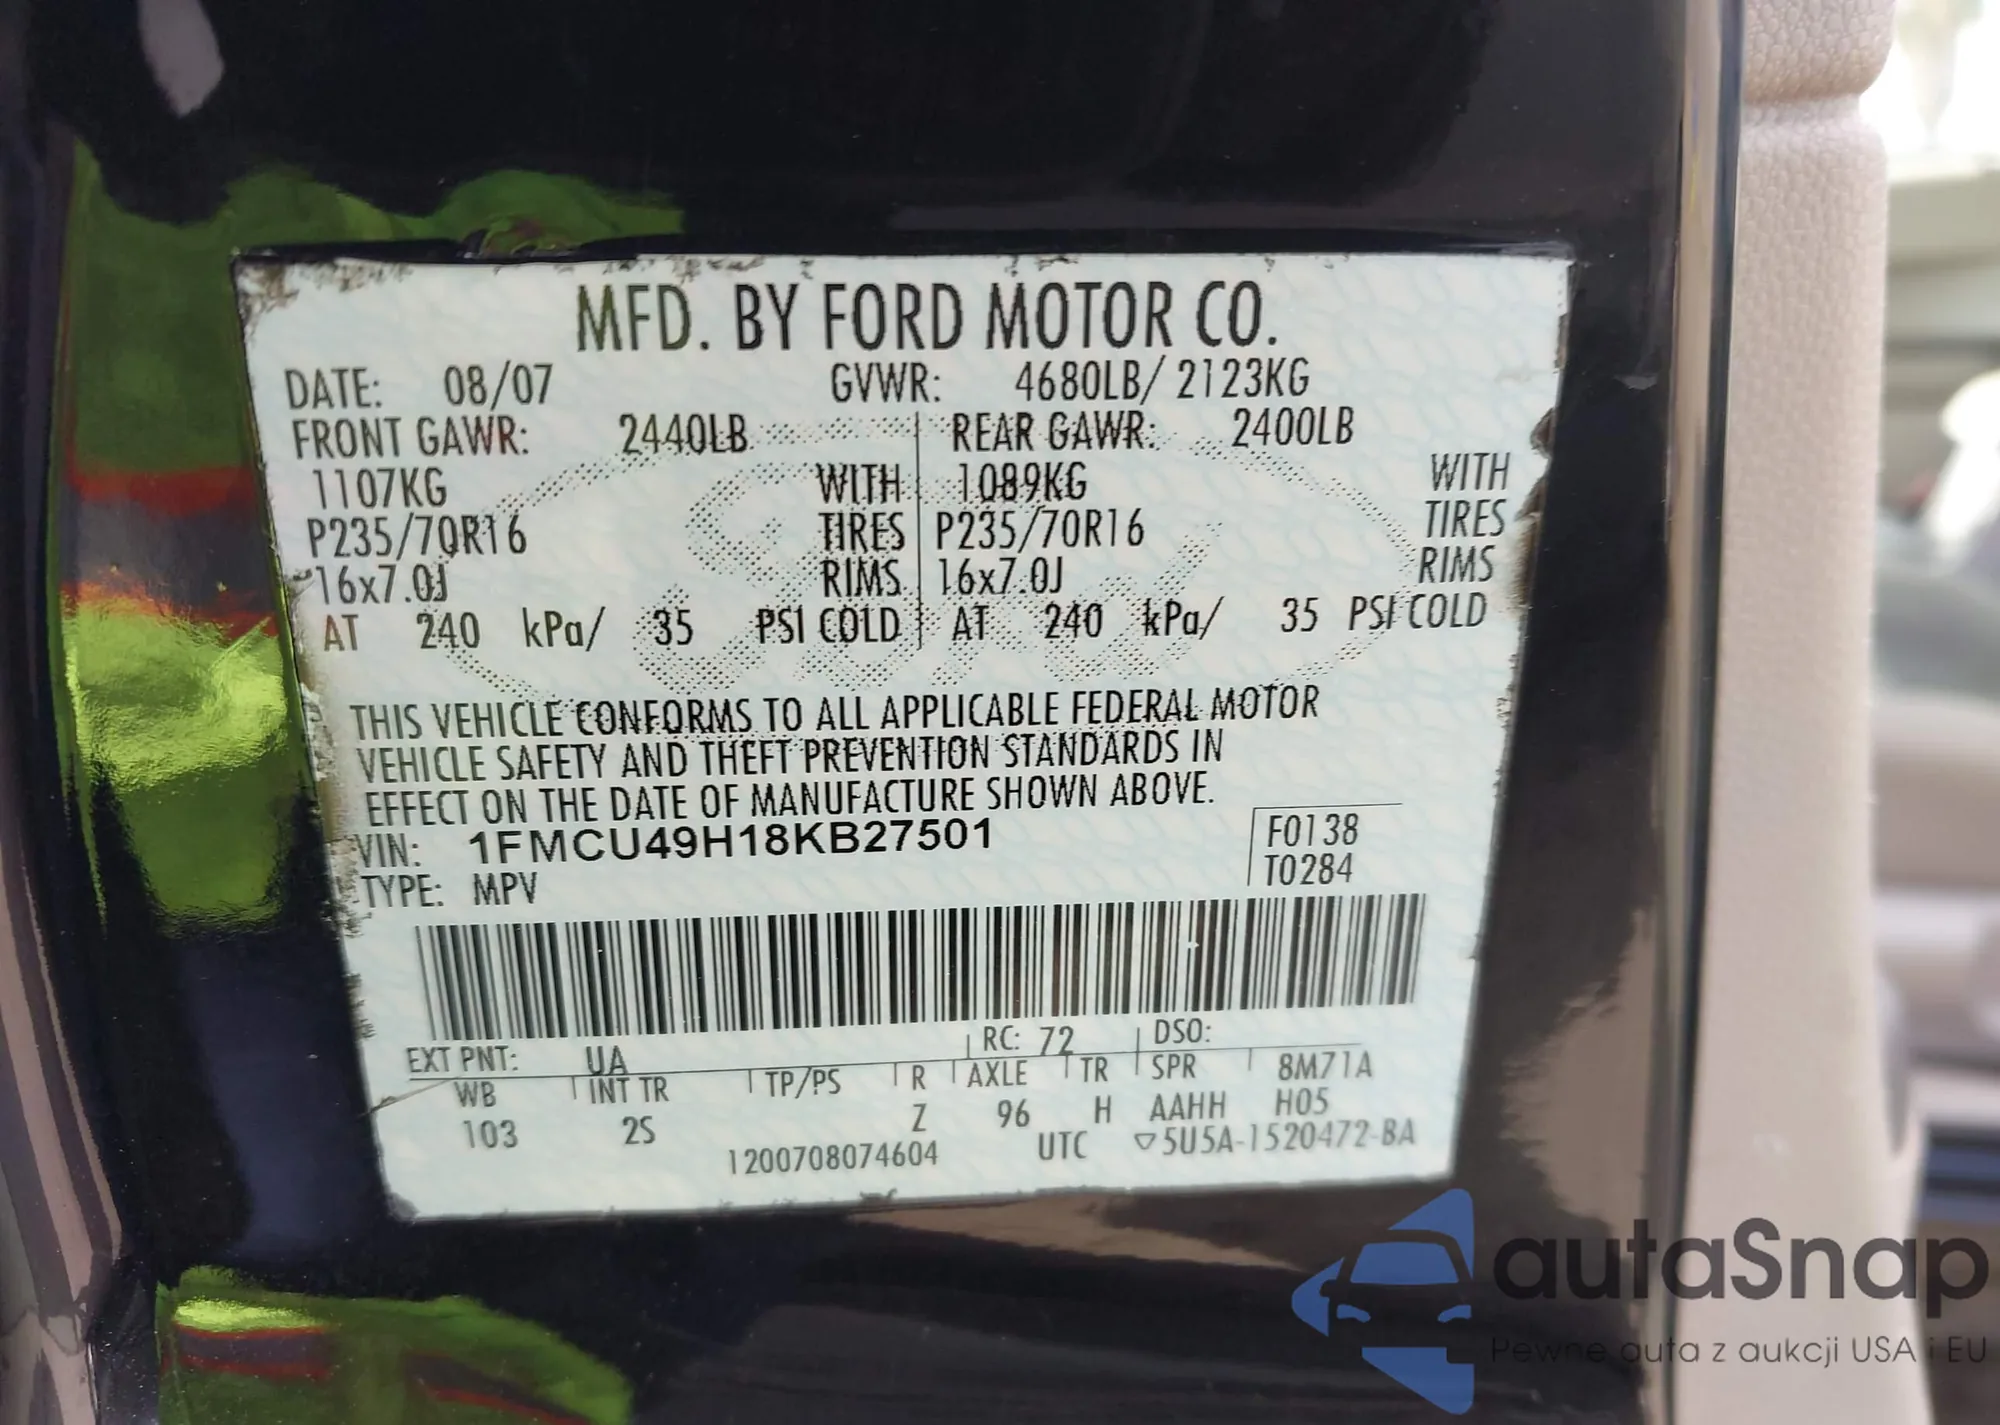 MFD. BY FORD MOTOR CO.
DATE: 08/07 GVWR: 4680LB/ 2123KG
FRONT GAWR: 2440LB REAR GAWR: 2400LB
1107KG WITH 1089KG WITH
P235/70R16 TIRES P235/70R16 TIRES
16x7.0J RIMS 16x7.0J RIMS
AT 240 kPa/ 35 PSI COLD AT 240 kPa/ 35 PSI COLD
THIS VEHICLE CONFORMS TO ALL APPLICABLE FEDERAL MOTOR
VEHICLE SAFETY AND THEFT PREVENTION STANDARDS IN
EFFECT ON THE DATE OF MANUFACTURE SHOWN ABOVE.
VIN: 1FMCU49H18KB27501 F0138
TYPE: MPV T0284
EXT PNT: UA RC: 72 DSO:
WB INT TR TP/PS R AXLE TR SPR 8M71A
103 2S Z 96 H AAHH H05
1200708074604 UTC ▽5U5A-1520472-BA
autaSnap
Pewne auta z aukcji USA i EU